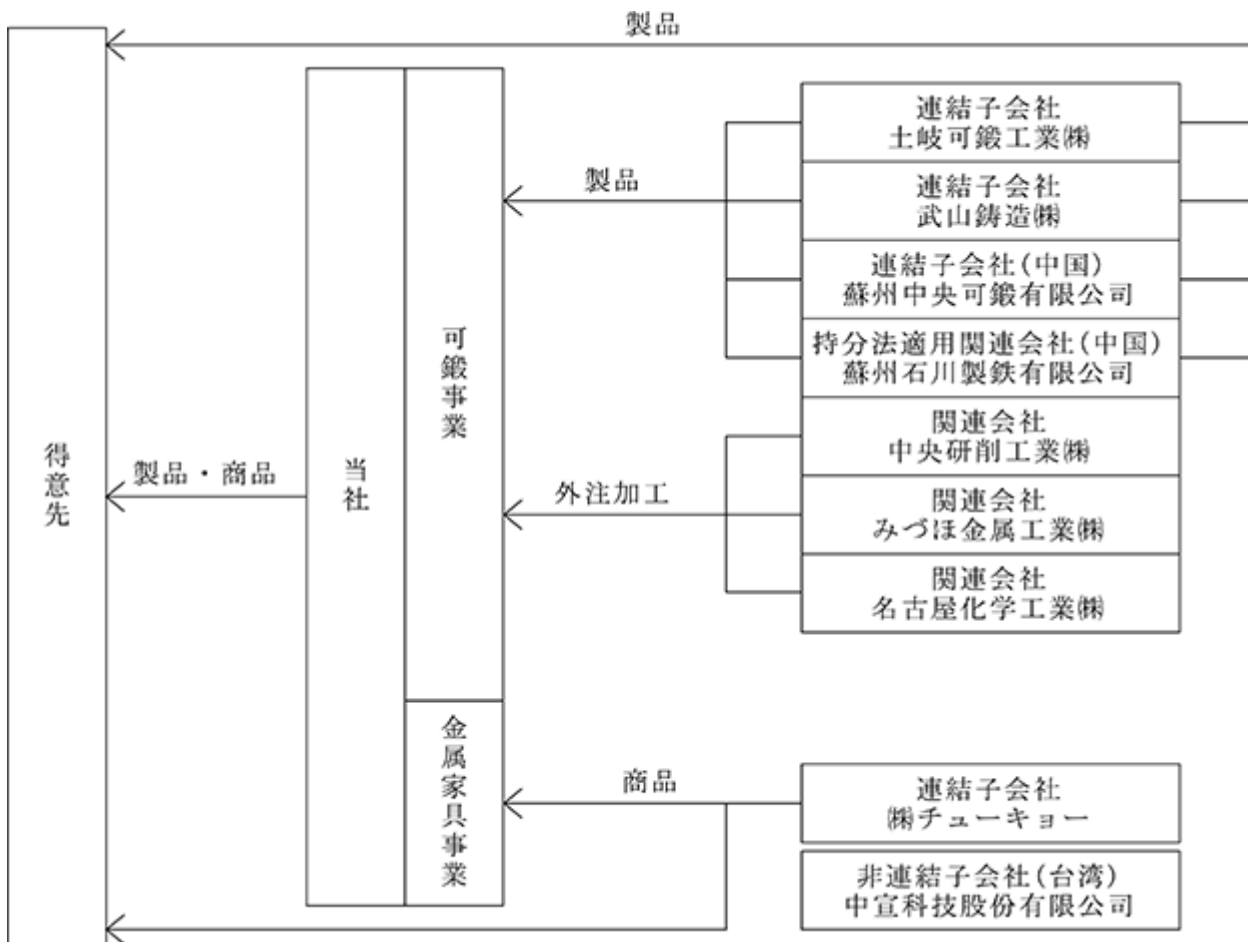 製品
連結子会社
土岐可鍛工業㈱
製品
連結子会社
武山鋳造㈱
連結子会社(中国)
蘇州中央可鍛有限公司
持分法適用関連会社(中国)
蘇州石川製鉄有限公司
可鍛事業
関連会社
中央研削工業㈱
得意先
製品・商品
当社
外注加工
関連会社
みづほ金属工業㈱
関連会社
名古屋化学工業㈱
金属家具事業
商品
連結子会社
㈱チューキョー
非連結子会社(台湾)
中宣科技股份有限公司